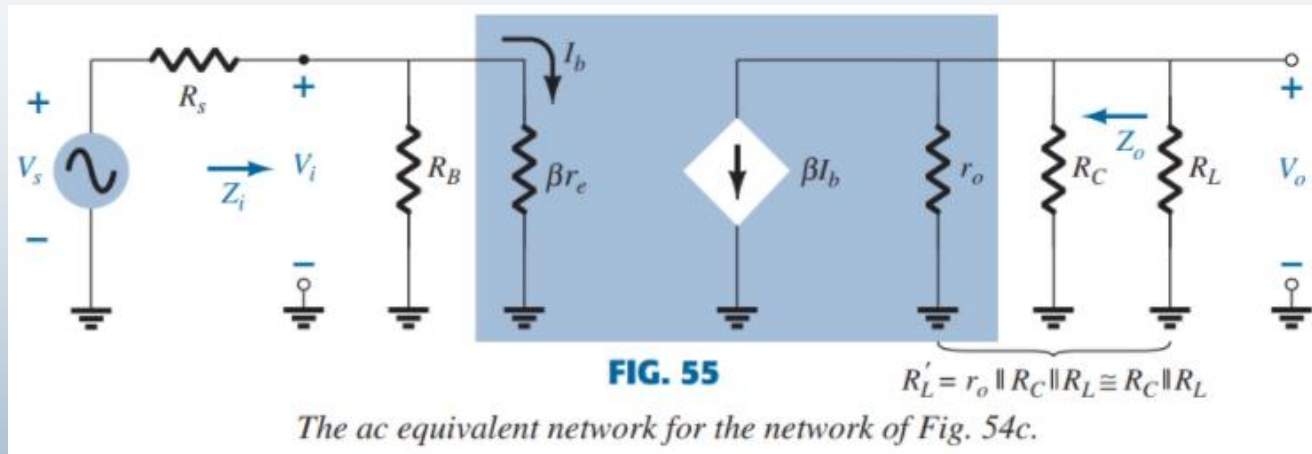 +
V_s
−
R_s
Z_i
+
V_i
−
R_B
I_b
βr_e
βI_b
r_o
R_C
Z_o
R_L
+
V_o
−
R_L' = r_o ∥ R_C ∥ R_L ≅ R_C ∥ R_L
FIG. 55
The ac equivalent network for the network of Fig. 54c.